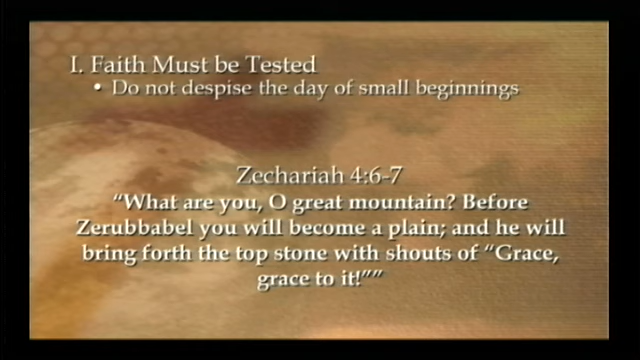 I. Faith Must be Tested
• Do not despise the day of small beginnings
Zechariah 4:6-7
“What are you, O great mountain? Before
Zerubbabel you will become a plain; and he will
bring forth the top stone with shouts of “Grace,
grace to it!””